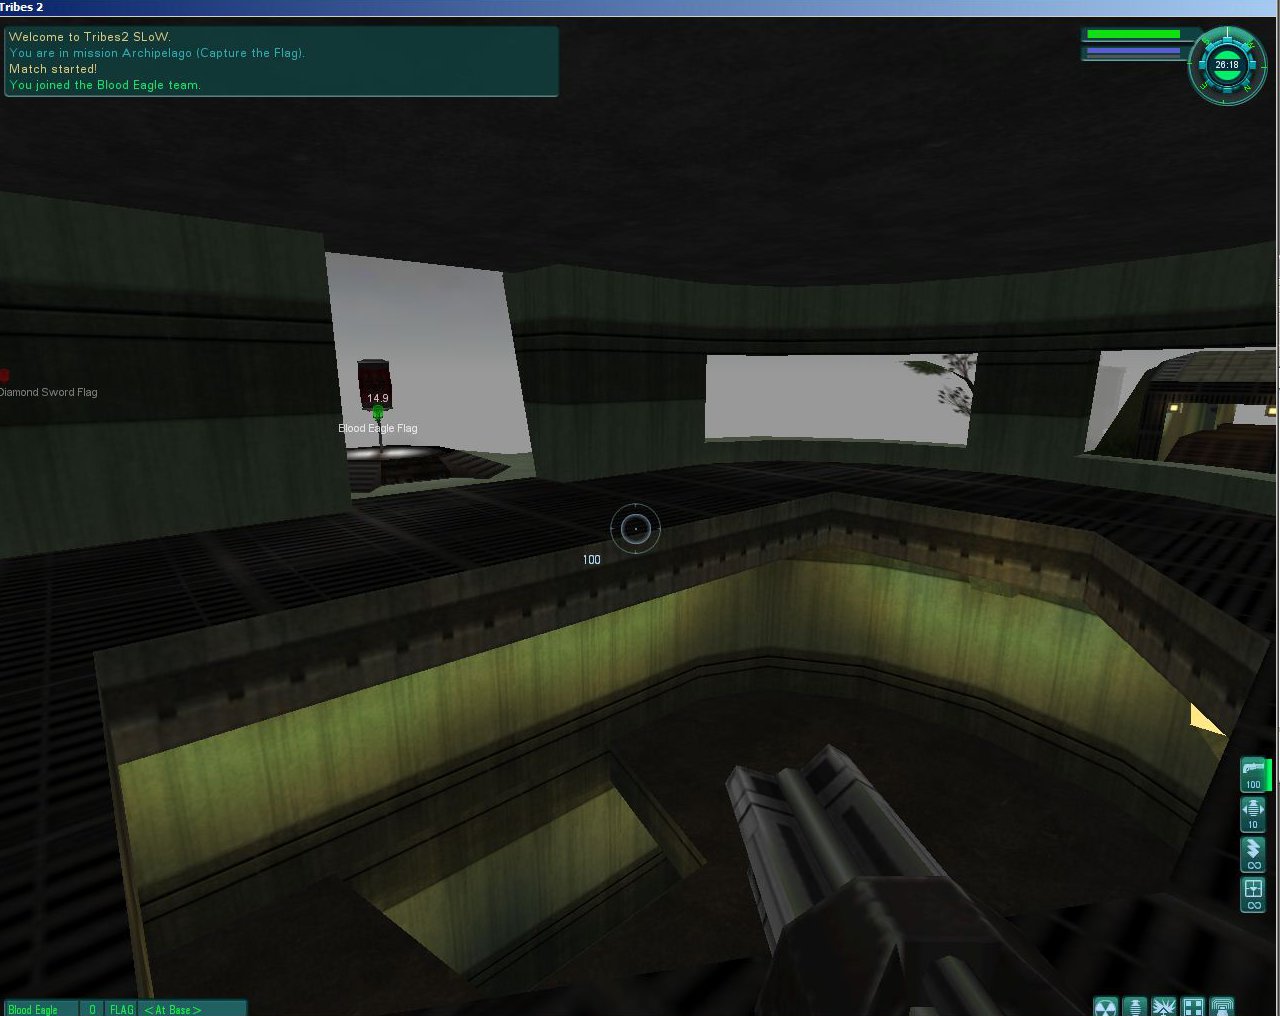 Tribes 2
Welcome to Tribes2 SLoW.
You are in mission Archipelago (Capture the Flag).
Match started!
You joined the Blood Eagle team.
26:18
Diamond Sword Flag
14.9
Blood Eagle Flag
100
100
10
∞
∞
Blood Eagle 0 FLAG <At Base>